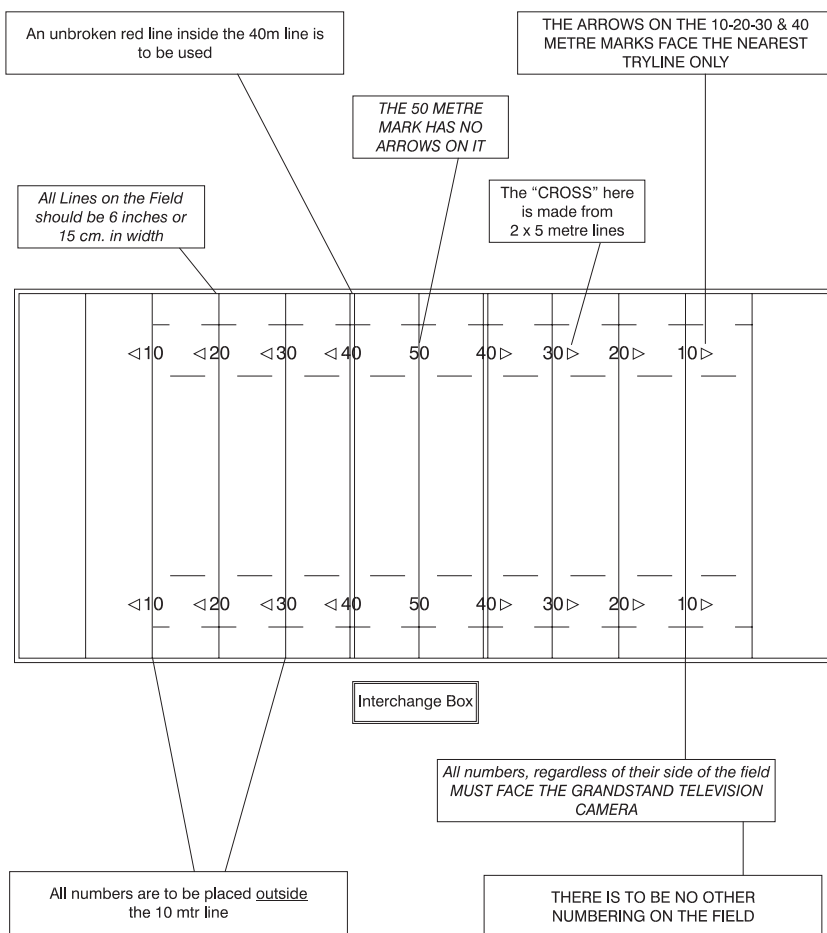 An unbroken red line inside the 40m line is
to be used
THE ARROWS ON THE 10-20-30 & 40
METRE MARKS FACE THE NEAREST
TRYLINE ONLY
THE 50 METRE
MARK HAS NO
ARROWS ON IT
All Lines on the Field
should be 6 inches or
15 cm. in width
The “CROSS” here
is made from
2 x 5 metre lines
10 20 30 40 50 40 30 20 10
10 20 30 40 50 40 30 20 10
Interchange Box
All numbers, regardless of their side of the field
MUST FACE THE GRANDSTAND TELEVISION
CAMERA
All numbers are to be placed outside
the 10 mtr line
THERE IS TO BE NO OTHER
NUMBERING ON THE FIELD